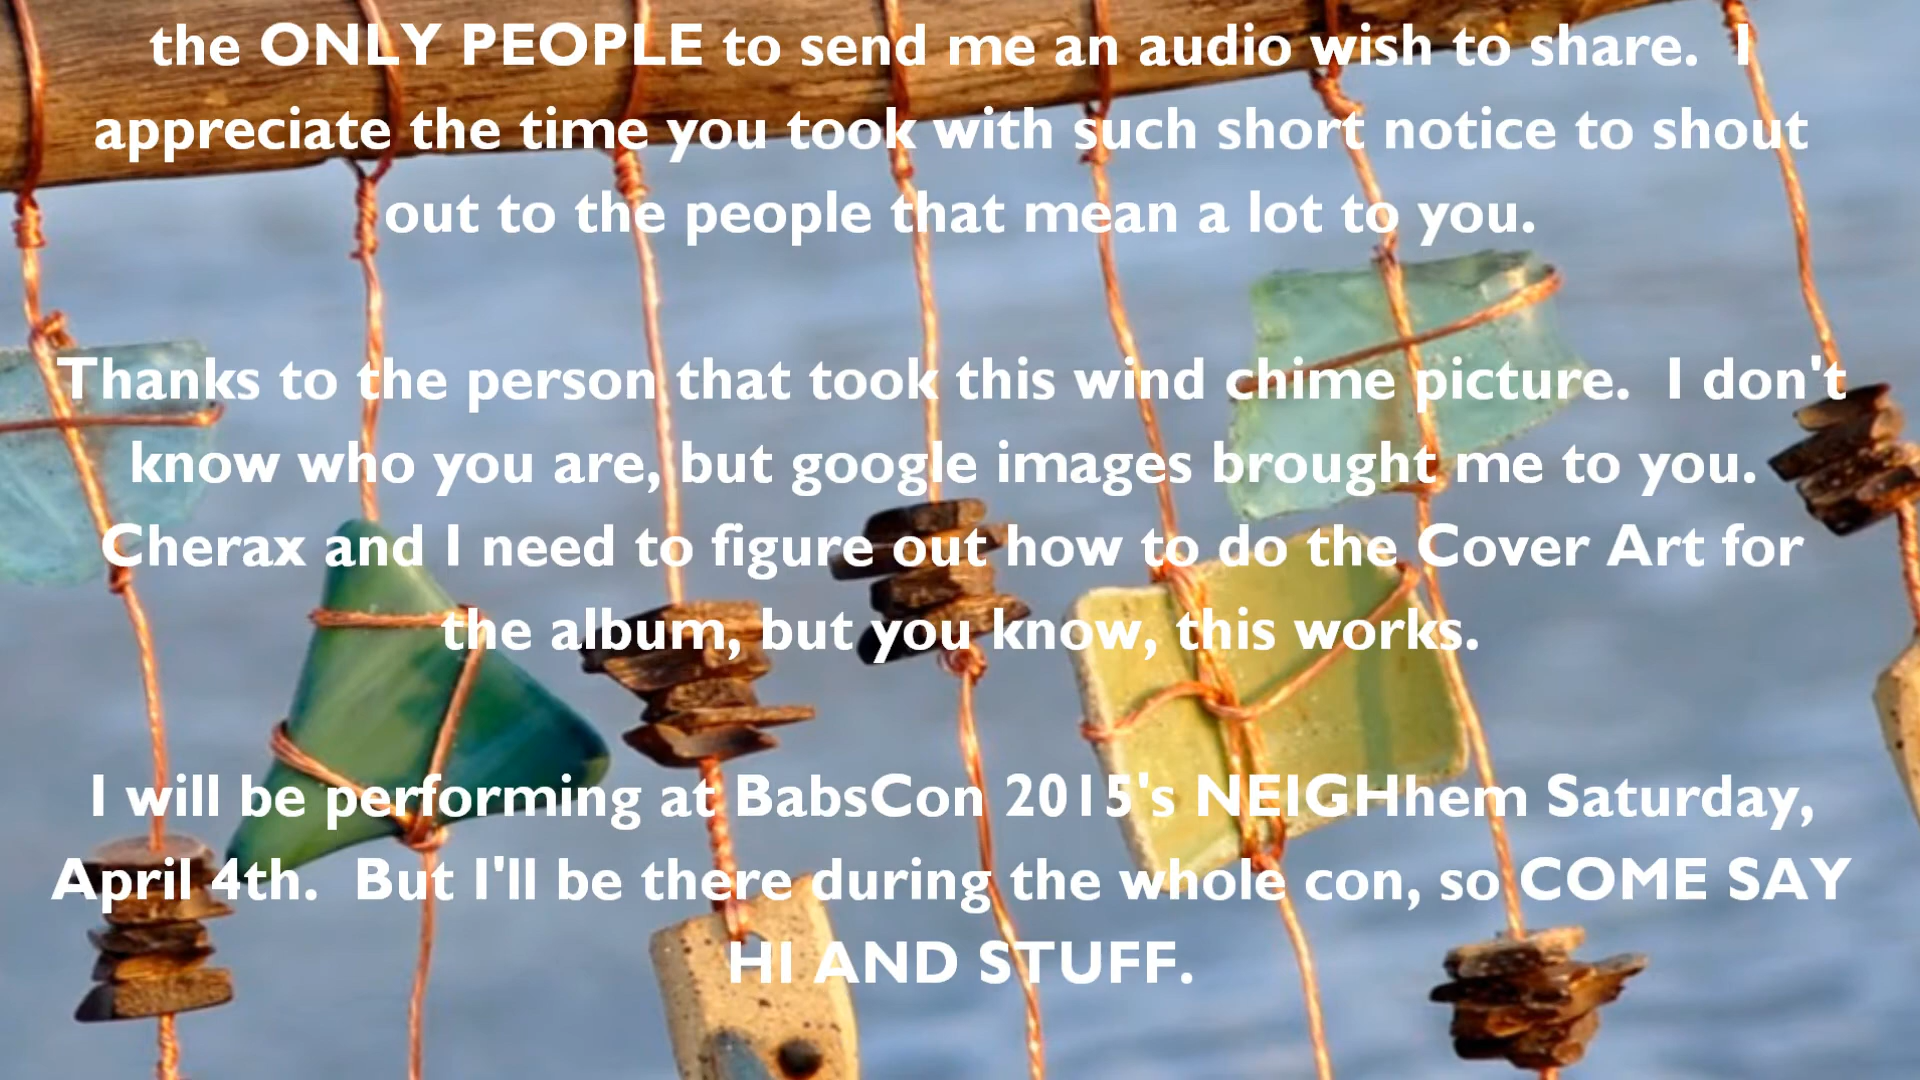 the ONLY PEOPLE to send me an audio wish to share.  I
appreciate the time you took with such short notice to shout
out to the people that mean a lot to you.
Thanks to the person that took this wind chime picture.  I don't
know who you are, but google images brought me to you.
Cherax and I need to figure out how to do the Cover Art for
the album, but you know, this works.
I will be performing at BabsCon 2015's NEIGHhem Saturday,
April 4th.  But I'll be there during the whole con, so COME SAY
HI AND STUFF.